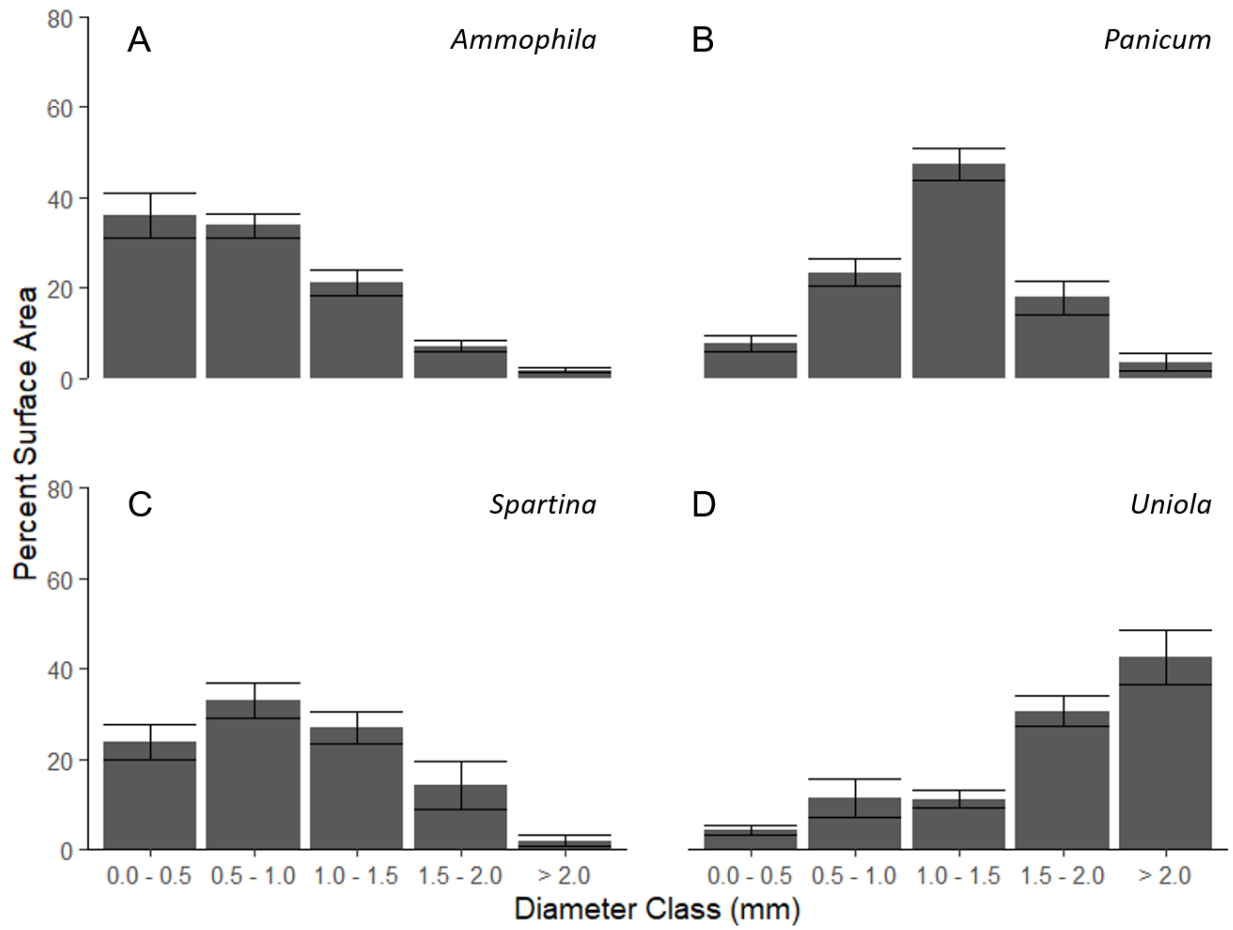 A Ammophila
B Panicum
80
60
40
20
0
Percent Surface Area
C Spartina
D Uniola
80
60
40
20
0
0.0 - 0.5 0.5 - 1.0 1.0 - 1.5 1.5 - 2.0 > 2.0
0.0 - 0.5 0.5 - 1.0 1.0 - 1.5 1.5 - 2.0 > 2.0
Diameter Class (mm)